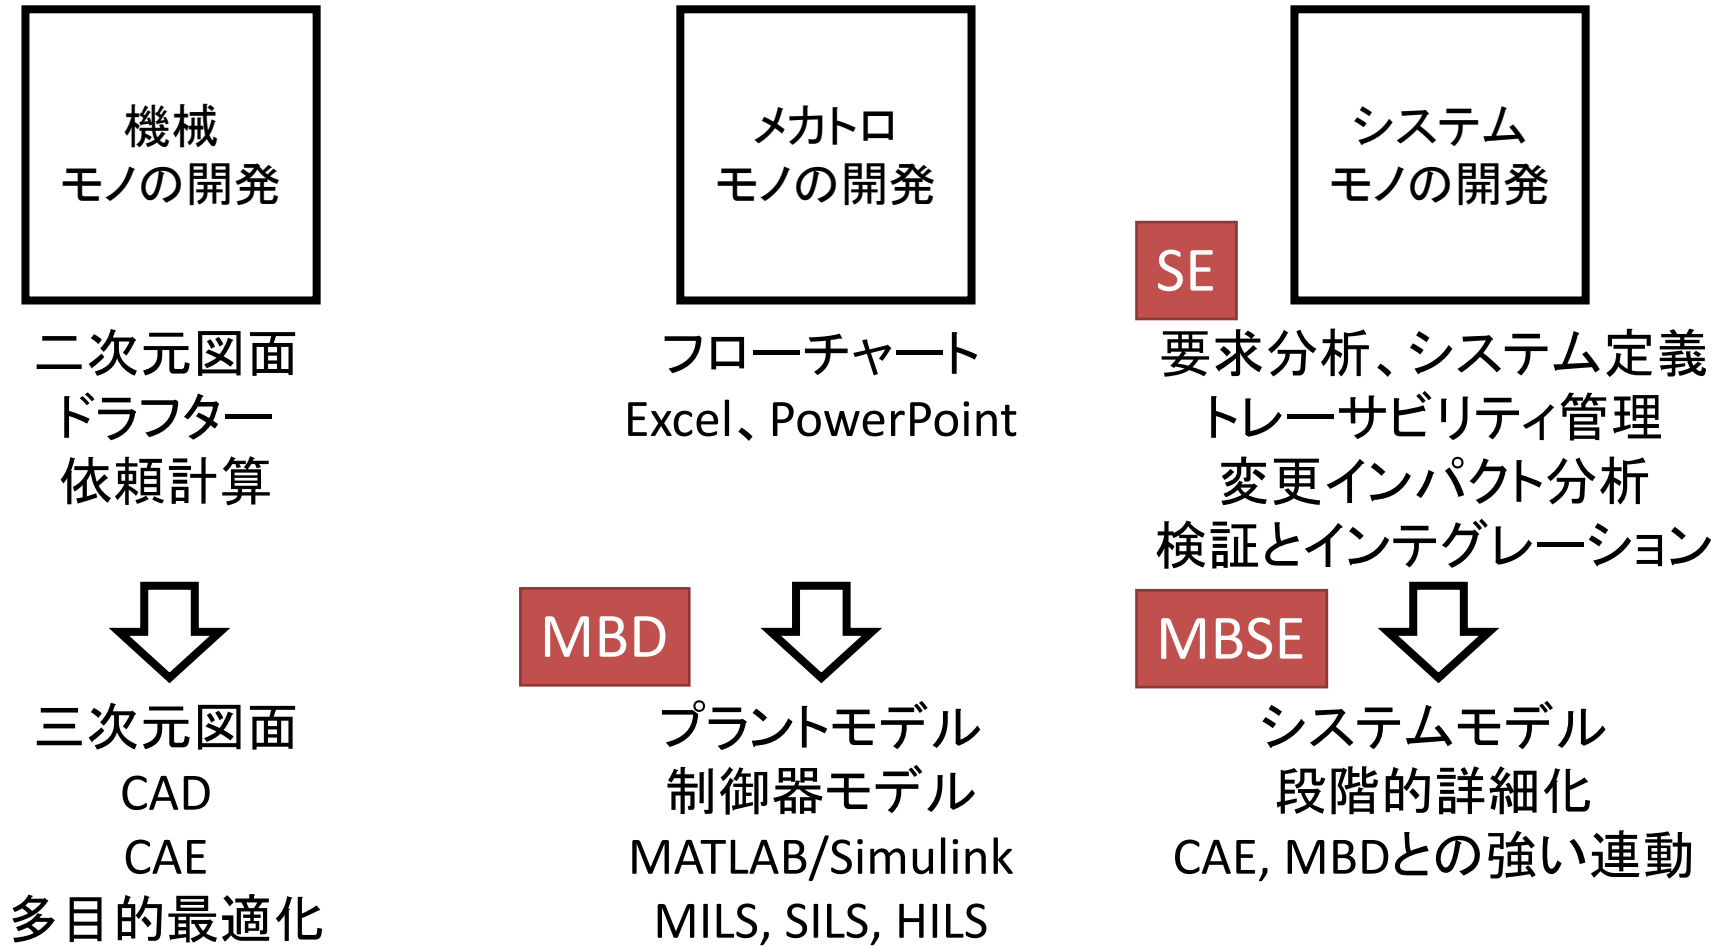 機械
モノの開発
二次元図面
ドラフター
依頼計算
三次元図面
CAD
CAE
多目的最適化
メカトロ
モノの開発
フローチャート
Excel、PowerPoint
MBD
プラントモデル
制御器モデル
MATLAB/Simulink
MILS, SILS, HILS
システム
モノの開発
SE
要求分析、システム定義
トレーサビリティ管理
変更インパクト分析
検証とインテグレーション
MBSE
システムモデル
段階的詳細化
CAE, MBDとの強い連動